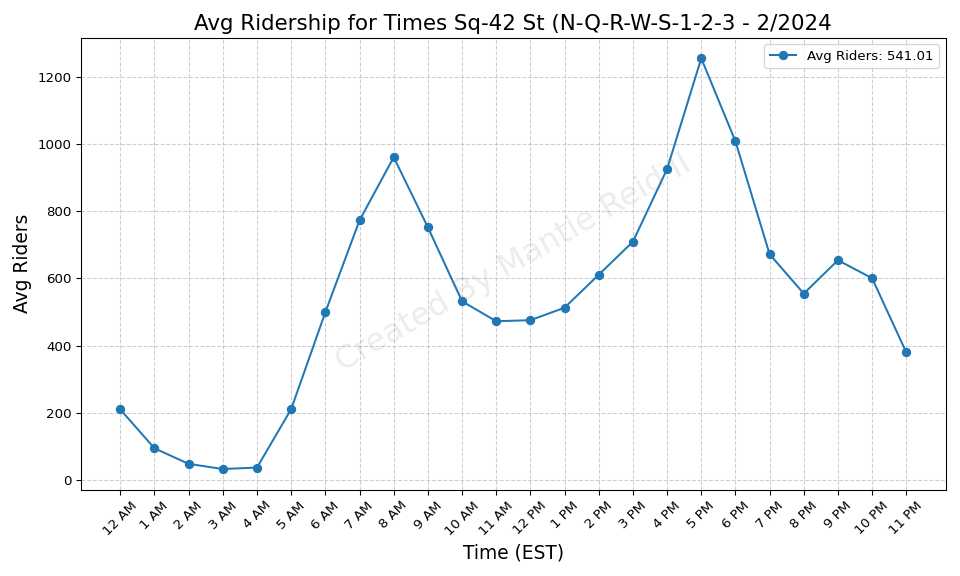 Avg Ridership for Times Sq-42 St (N-Q-R-W-S-1-2-3 - 2/2024
Avg Riders: 541.01
Avg Riders
1200
1000
800
600
400
200
0
Created By Mantle Reidhl
12 AM 1 AM 2 AM 3 AM 4 AM 5 AM 6 AM 7 AM 8 AM 9 AM 10 AM 11 AM 12 PM 1 PM 2 PM 3 PM 4 PM 5 PM 6 PM 7 PM 8 PM 9 PM 10 PM 11 PM
Time (EST)